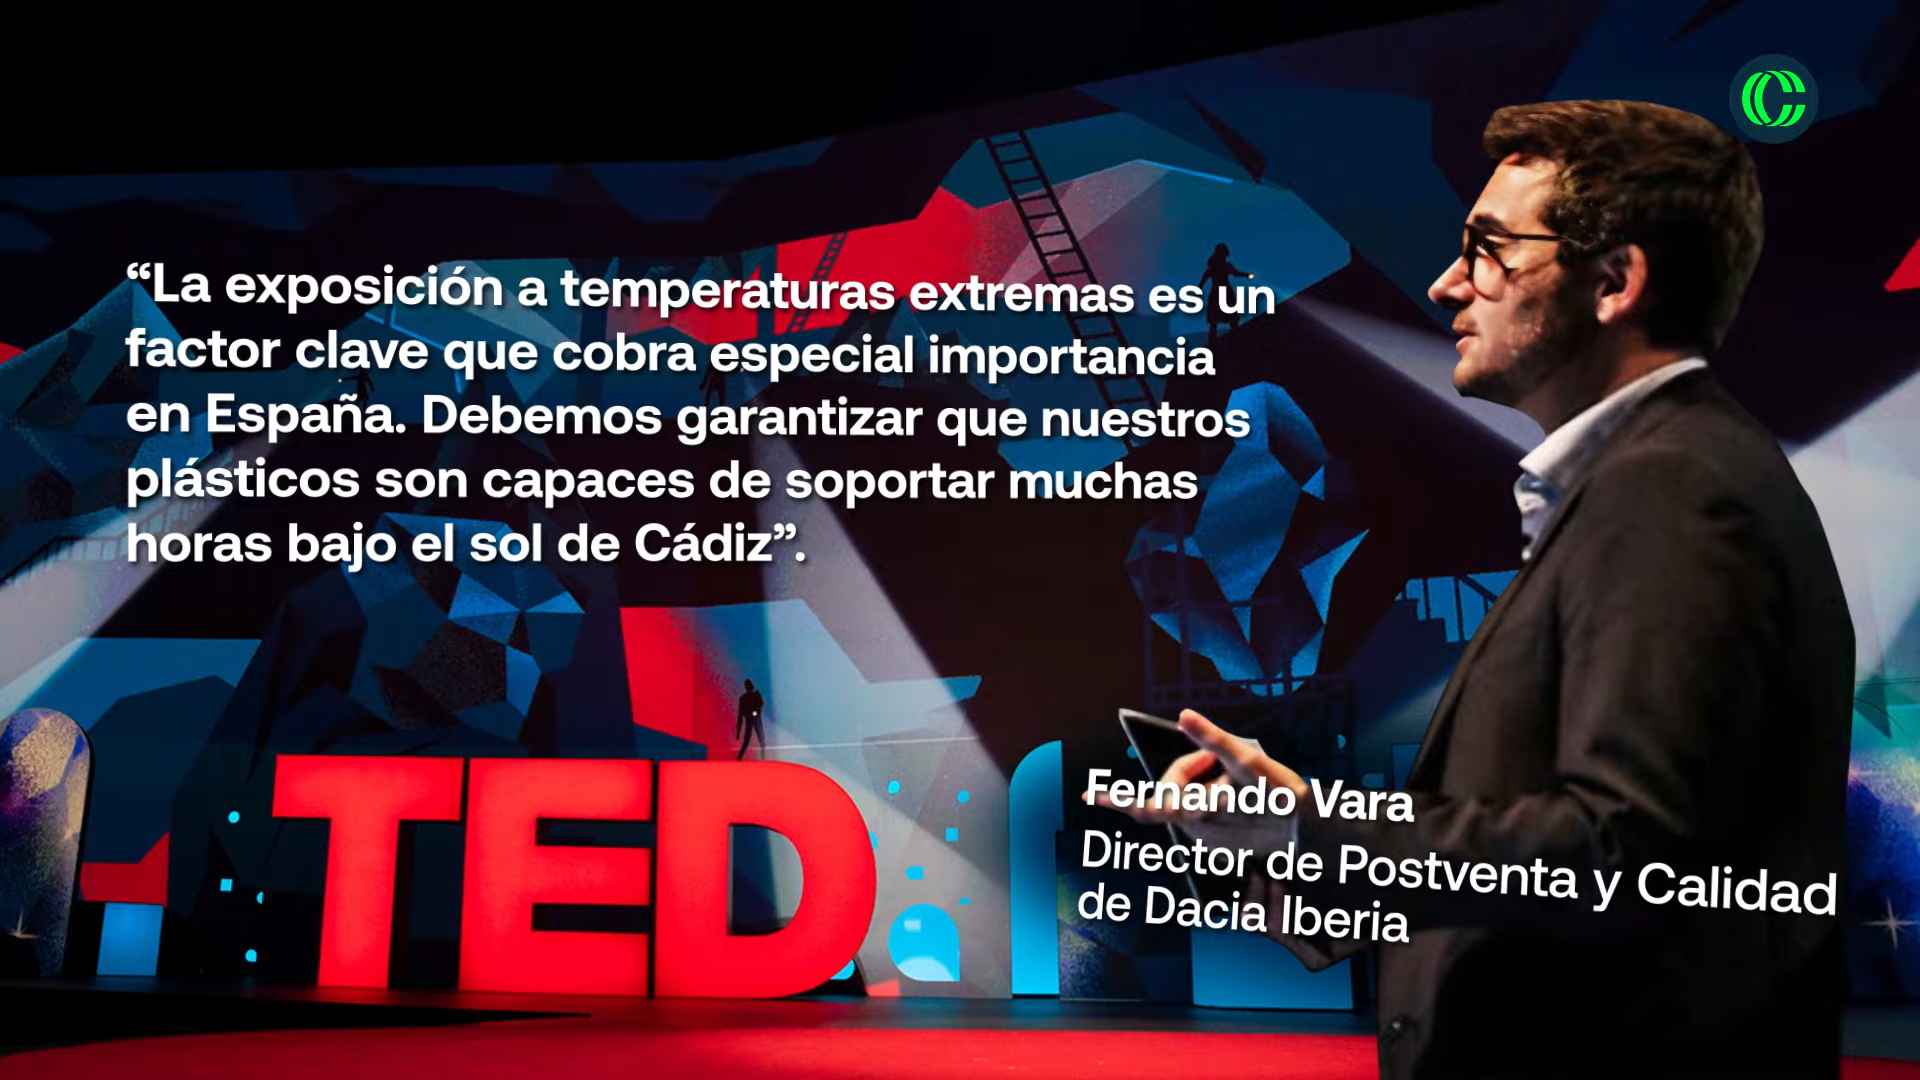 “La exposición a temperaturas extremas es un
factor clave que cobra especial importancia
en España. Debemos garantizar que nuestros
plásticos son capaces de soportar muchas
horas bajo el sol de Cádiz”.
TED
Fernando Vara
Director de Postventa y Calidad
de Dacia Iberia